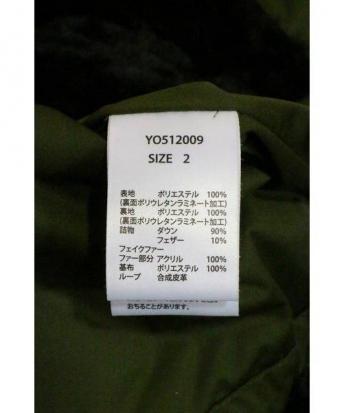 YO512009
SIZE 2
表地 ポリエステル 100%
(裏面ポリウレタンラミネート加工)
裏地 ポリエステル 100%
(裏面ポリウレタンラミネート加工)
詰物 ダウン 90%
フェザー 10%
フェイクファー
ファー部分 アクリル 100%
基布 ポリエステル 100%
ループ 合成皮革
おちることがあります。